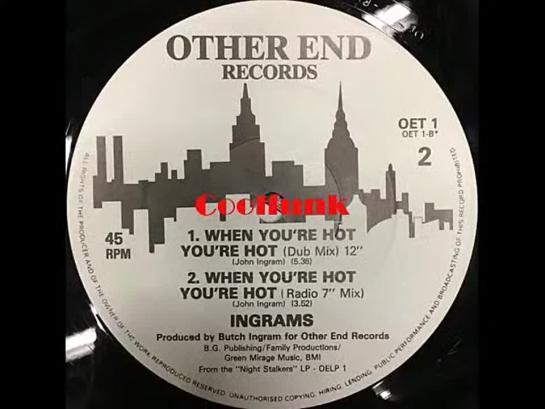 OTHER END
RECORDS
OET 1
OET 1-B*
2
Coolfunk
45
RPM
1. WHEN YOU'RE HOT
YOU'RE HOT (Dub Mix) 12"
(John Ingram) (5.36)
2. WHEN YOU'RE HOT
YOU'RE HOT (Radio 7" Mix)
(John Ingram) (3.52)
INGRAMS
Produced by Butch Ingram for Other End Records
B.G. Publishing/Family Productions/
Green Mirage Music, BMI
From the "Night Stalkers" LP - OELP 1
ALL RIGHTS OF THE PRODUCER AND OF THE OWNER OF THE WORK REPRODUCED RESERVED. UNAUTHORISED COPYING, HIRING, LENDING, PUBLIC PERFORMANCE AND BROADCASTING OF THIS RECORD PROHIBITED